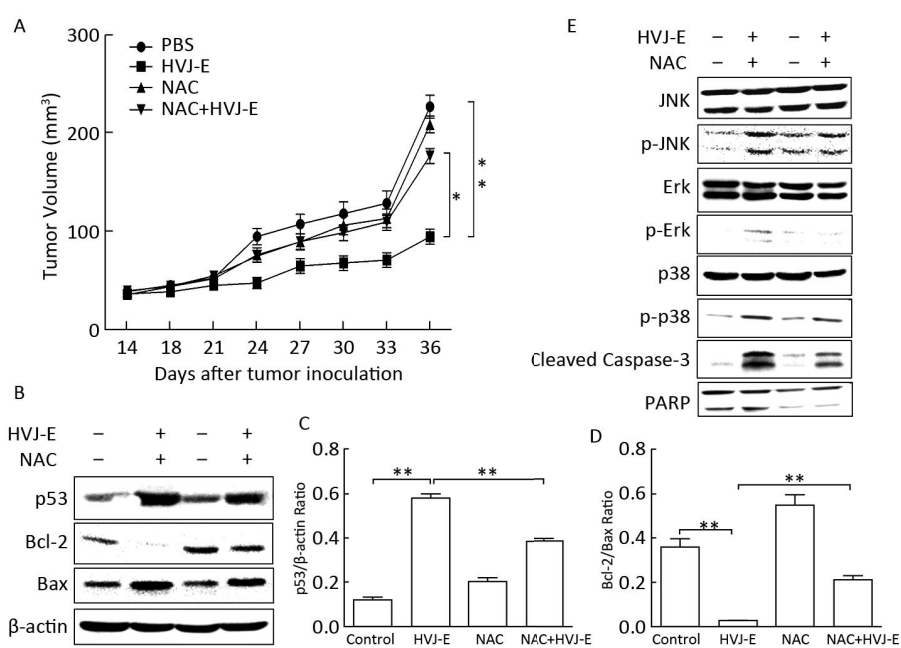 A
300
200
100
0
Tumor Volume (mm³)
PBS
HVJ-E
NAC
NAC+HVJ-E
*
**
14 18 21 24 27 30 33 36
Days after tumor inoculation
B
HVJ-E – + – +
NAC – + – +
p53
Bcl-2
Bax
β-actin
C
0.8
0.6
0.4
0.2
0.0
p53/β-actin Ratio
** **
Control HVJ-E NAC NAC+HVJ-E
D
0.8
0.6
0.4
0.2
0.0
Bcl-2/Bax Ratio
**
**
Control HVJ-E NAC NAC+HVJ-E
E
HVJ-E – + – +
NAC – + – +
JNK
p-JNK
Erk
p-Erk
p38
p-p38
Cleaved Caspase-3
PARP